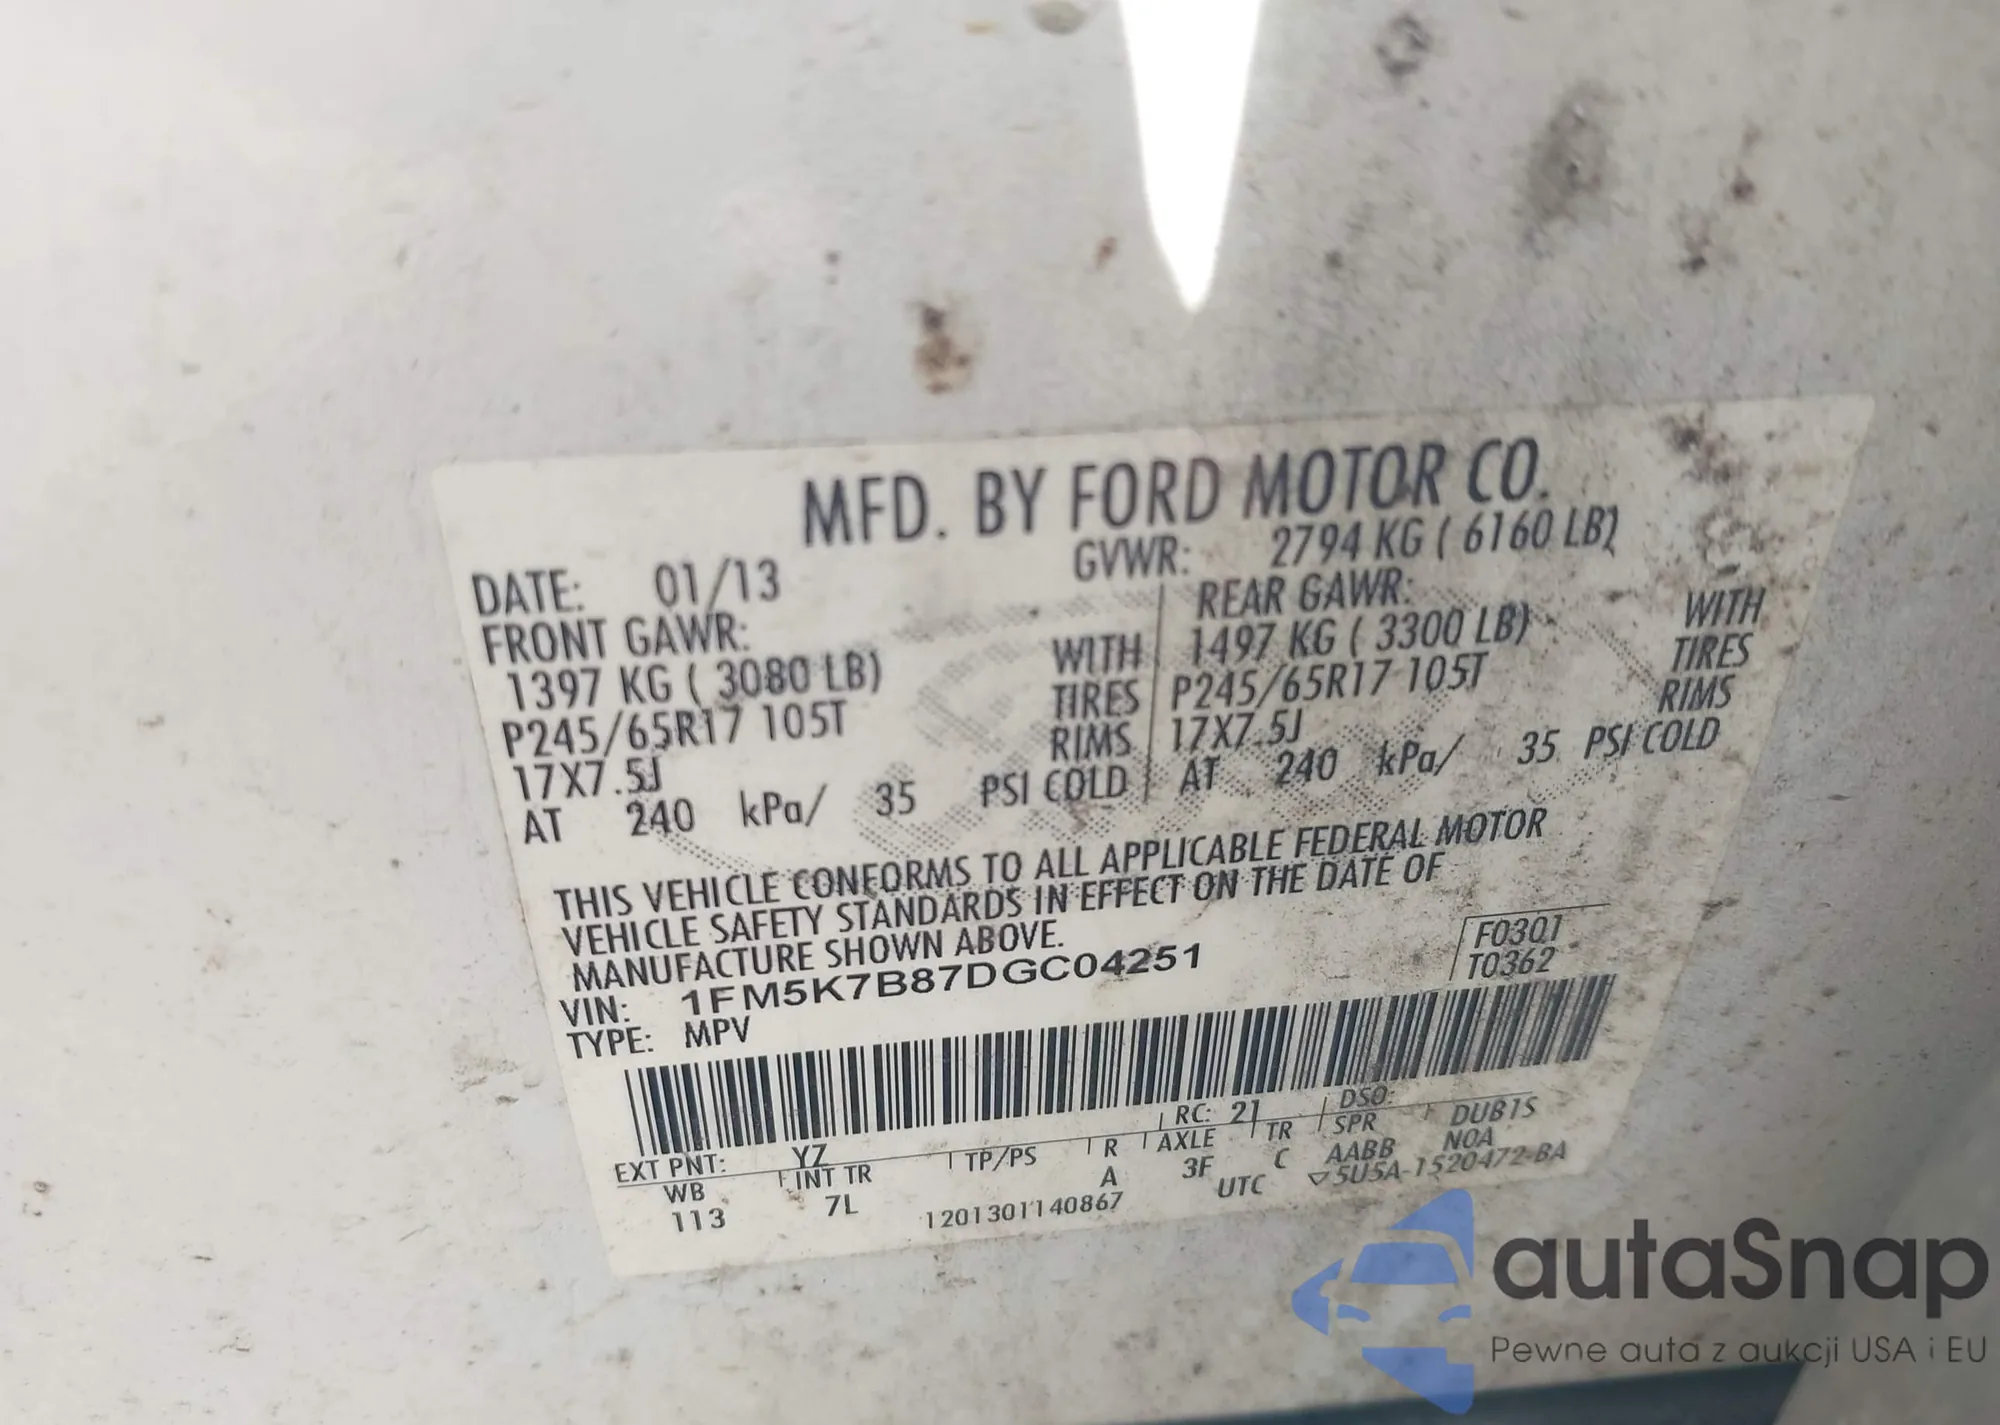 MFD. BY FORD MOTOR CO.
DATE: 01/13 GVWR: 2794 KG ( 6160 LB)
FRONT GAWR: REAR GAWR:
1397 KG ( 3080 LB) WITH 1497 KG ( 3300 LB) WITH
P245/65R17 105T TIRES P245/65R17 105T TIRES
17X7.5J RIMS 17X7.5J RIMS
AT 240 kPa/ 35 PSI COLD AT 240 kPa/ 35 PSI COLD
THIS VEHICLE CONFORMS TO ALL APPLICABLE FEDERAL MOTOR
VEHICLE SAFETY STANDARDS IN EFFECT ON THE DATE OF
MANUFACTURE SHOWN ABOVE.
VIN: 1FM5K7B87DGC04251 F0301
TYPE: MPV T0362
EXT PNT: YZ RC: 21 DSO:
WB INT TR TP/PS R AXLE TR SPR DUB1S
113 7L A 3F C AABB N0A
1201301140867 UTC ▽5U5A-1520472-BA
autaSnap
Pewne auta z aukcji USA i EU